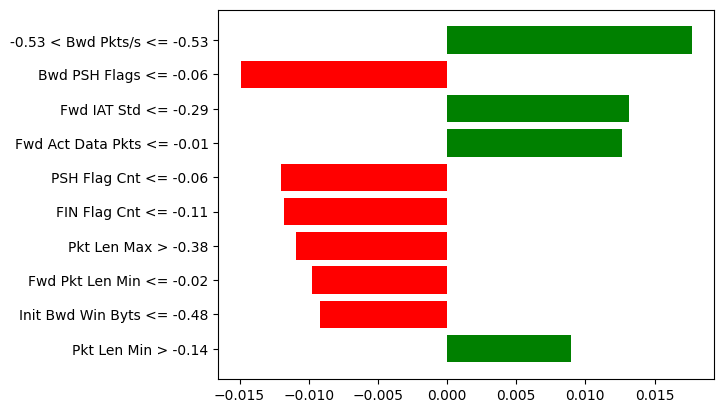 -0.53 < Bwd Pkts/s <= -0.53
Bwd PSH Flags <= -0.06
Fwd IAT Std <= -0.29
Fwd Act Data Pkts <= -0.01
PSH Flag Cnt <= -0.06
FIN Flag Cnt <= -0.11
Pkt Len Max > -0.38
Fwd Pkt Len Min <= -0.02
Init Bwd Win Byts <= -0.48
Pkt Len Min > -0.14
−0.015 −0.010 −0.005 0.000 0.005 0.010 0.015